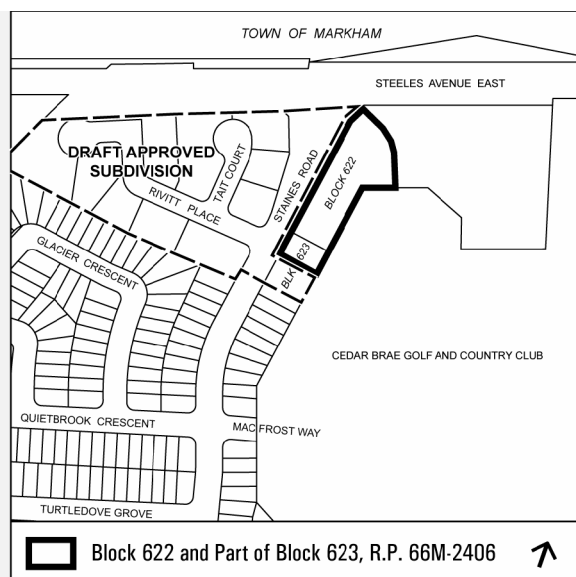 TOWN OF MARKHAM
STEELES AVENUE EAST
DRAFT APPROVED
SUBDIVISION
TAIT COURT
RIVITT PLACE
STAINES ROAD
BLOCK 622
BLK 623
GLACIER CRESCENT
CEDAR BRAE GOLF AND COUNTRY CLUB
QUIETBROOK CRESCENT
MAC FROST WAY
TURTLEDOVE GROVE
Block 622 and Part of Block 623, R.P. 66M-2406